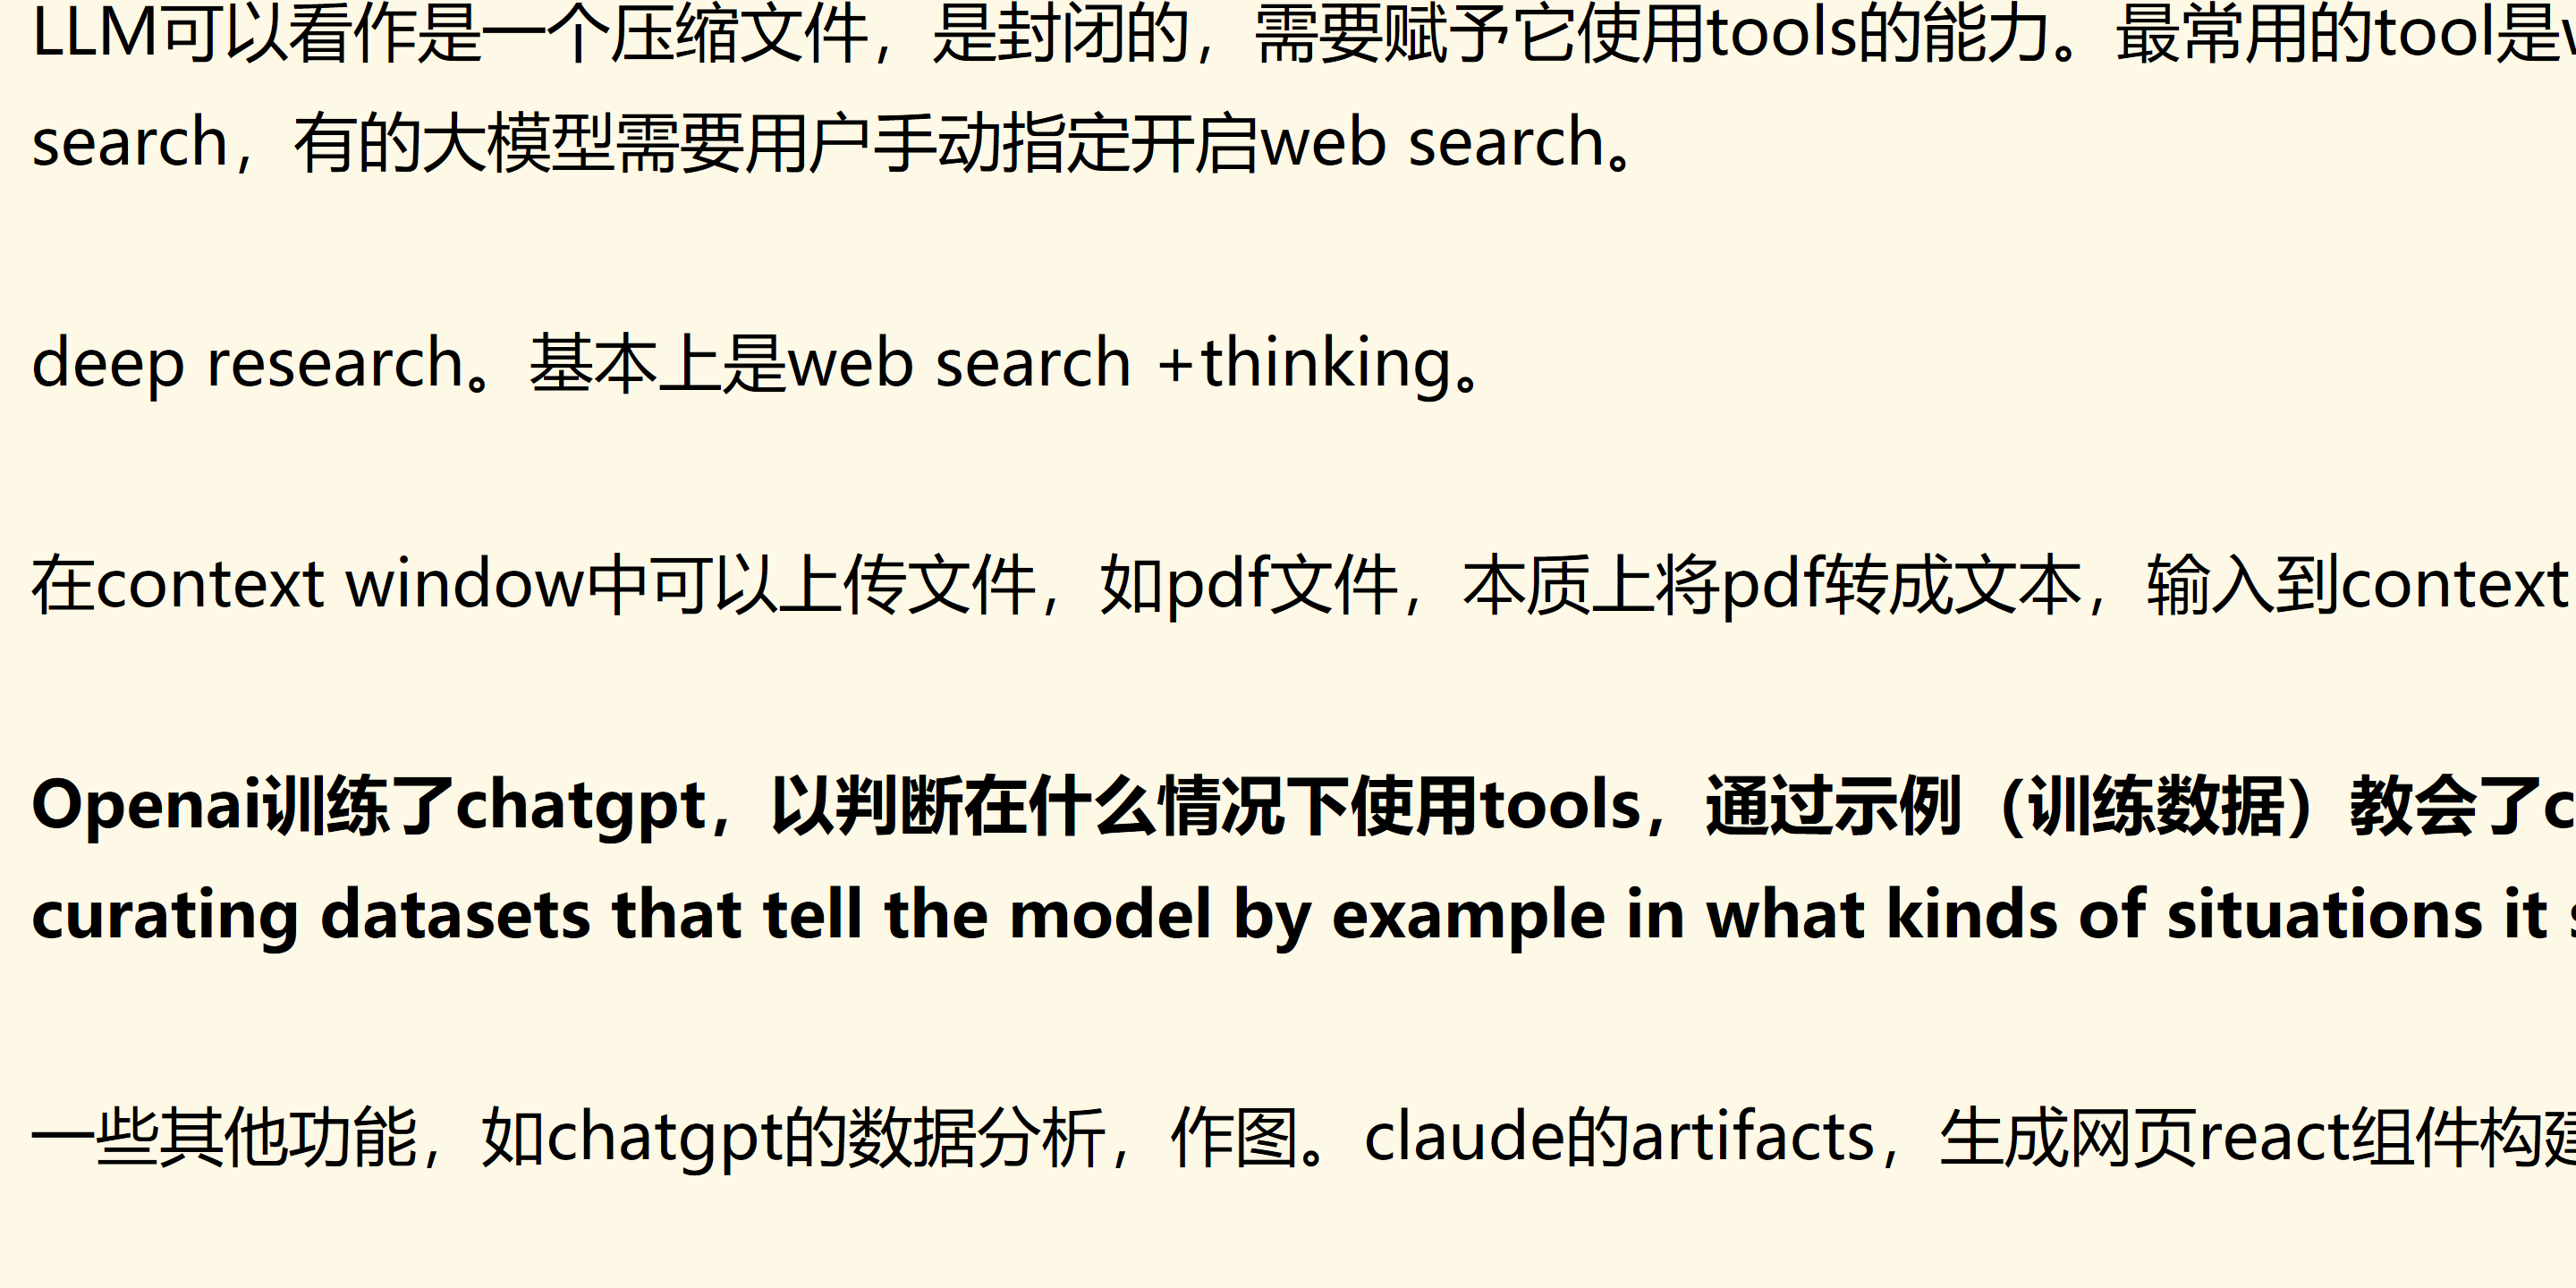 LLM可以看作是一个压缩文件，是封闭的，需要赋予它使用tools的能力。最常用的tool是
search，有的大模型需要用户手动指定开启web search。
deep research。基本上是web search +thinking。
在context window中可以上传文件，如pdf文件，本质上将pdf转成文本，输入到context
Openai训练了chatgpt，以判断在什么情况下使用tools，通过示例（训练数据）教会了c
curating datasets that tell the model by example in what kinds of situations it
一些其他功能，如chatgpt的数据分析，作图。claude的artifacts，生成网页react组件构